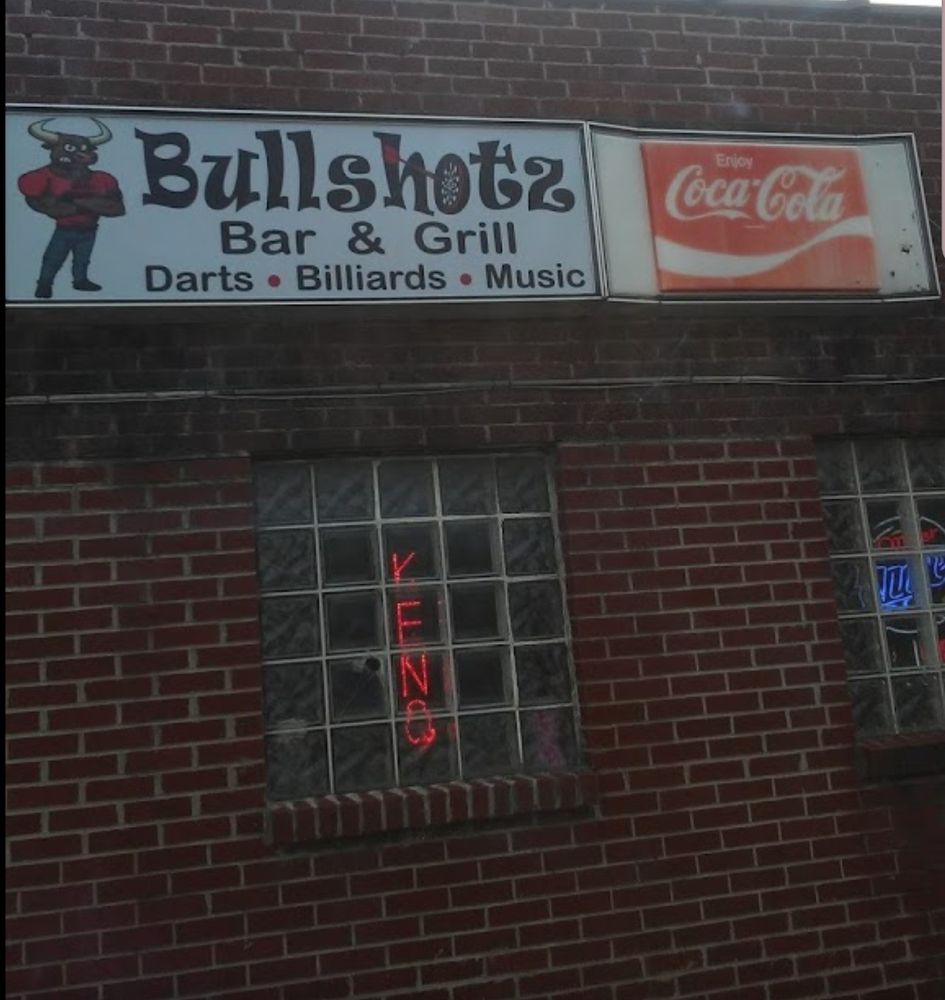 Bullshotz
Bar & Grill
Darts • Billiards • Music
Enjoy
Coca-Cola
KENO